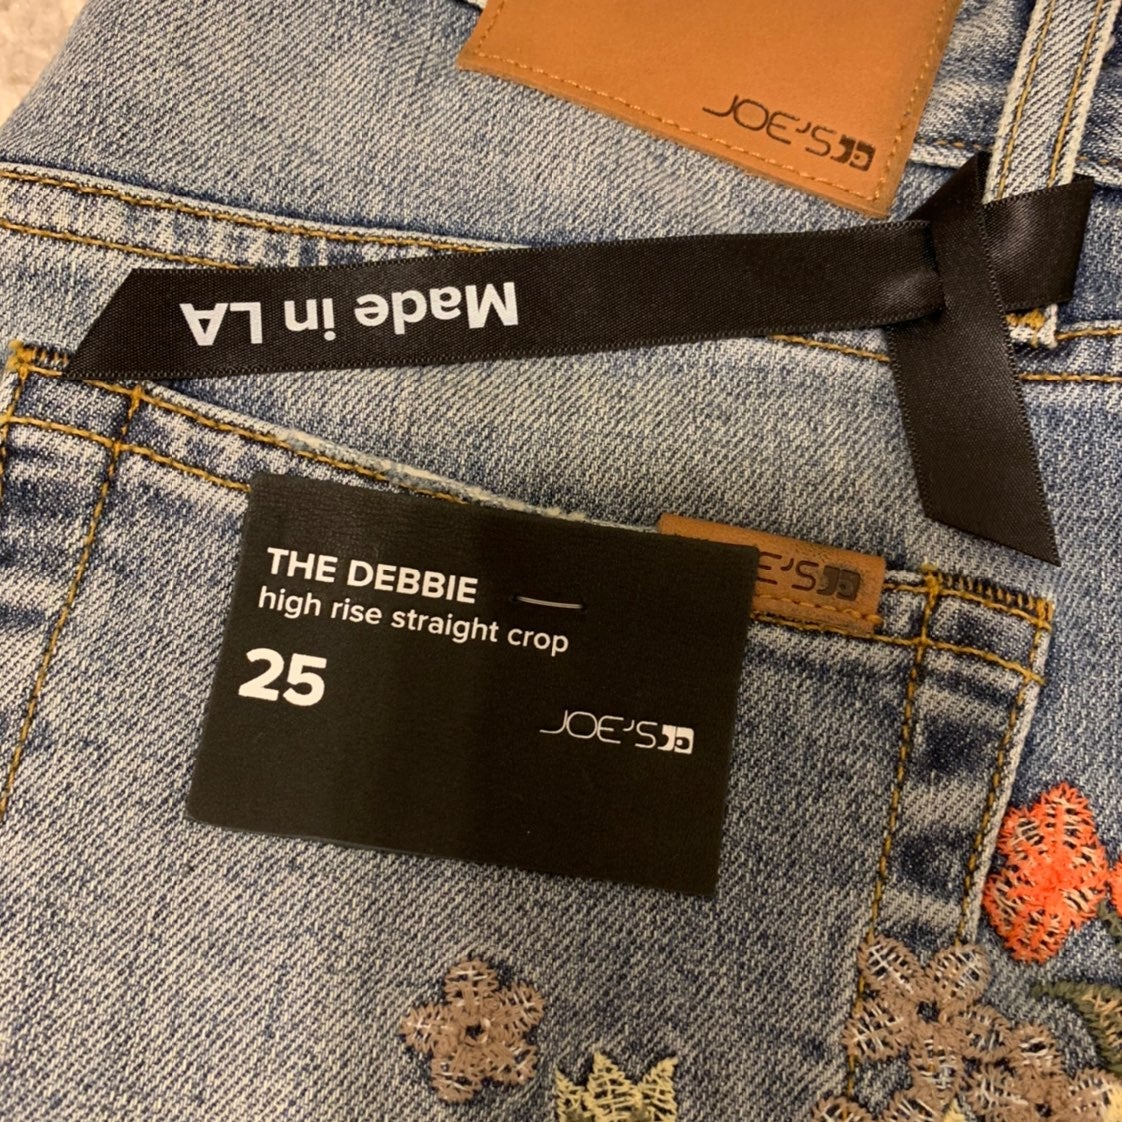 JOE'S
Made in LA
THE DEBBIE
high rise straight crop
25
JOE'S
E'S